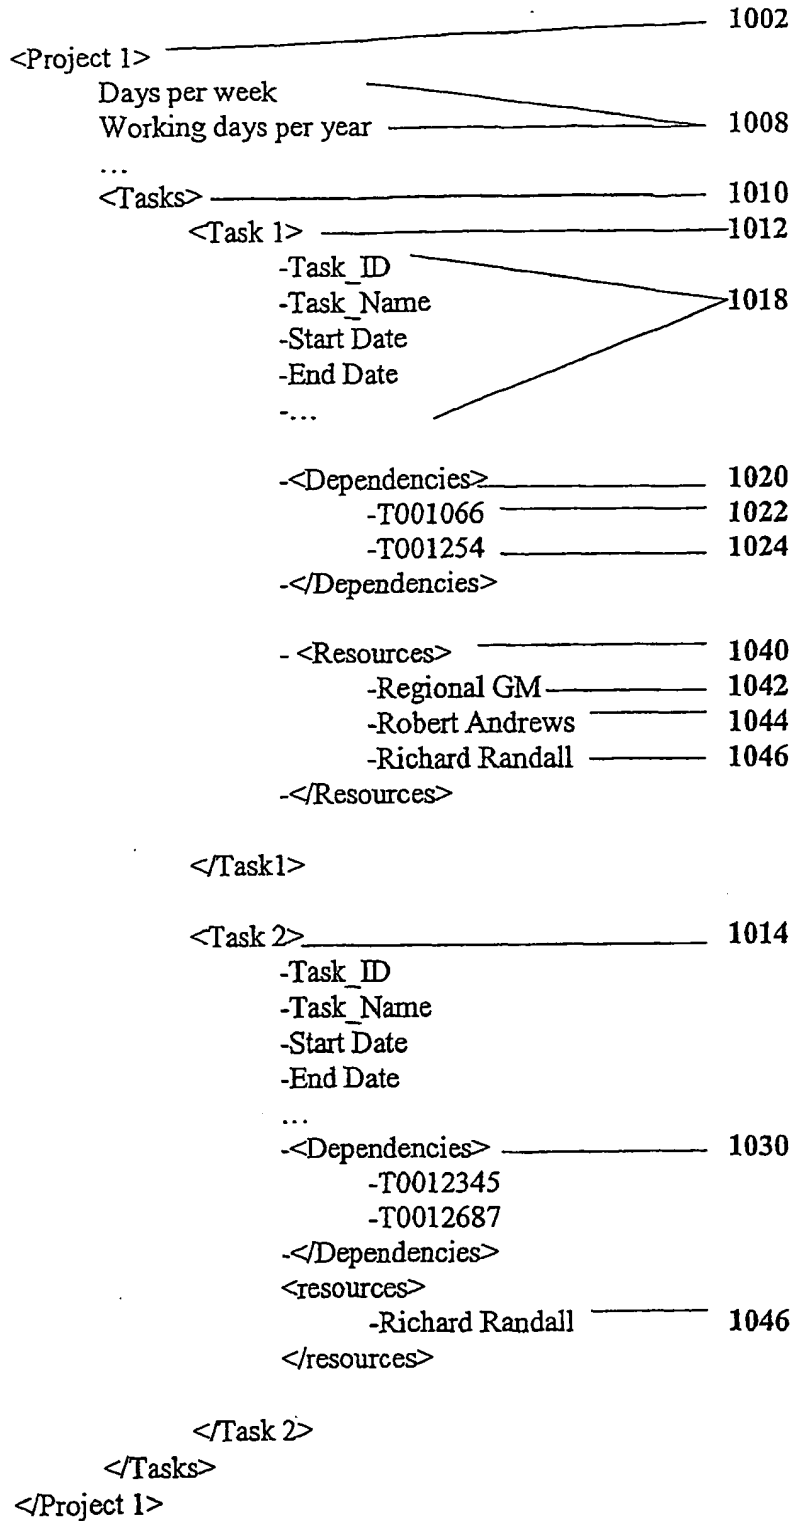 1002
<Project 1>
Days per week
Working days per year 1008
...
<Tasks> 1010
<Task 1> 1012
-Task_ID
-Task_Name 1018
-Start Date
-End Date
-...
-<Dependencies> 1020
-T001066 1022
-T001254 1024
-</Dependencies>
- <Resources> 1040
-Regional GM 1042
-Robert Andrews 1044
-Richard Randall 1046
-</Resources>
</Task1>
<Task 2> 1014
-Task_ID
-Task_Name
-Start Date
-End Date
...
-<Dependencies> 1030
-T0012345
-T0012687
-</Dependencies>
<resources>
-Richard Randall 1046
</resources>
</Task 2>
</Tasks>
</Project 1>